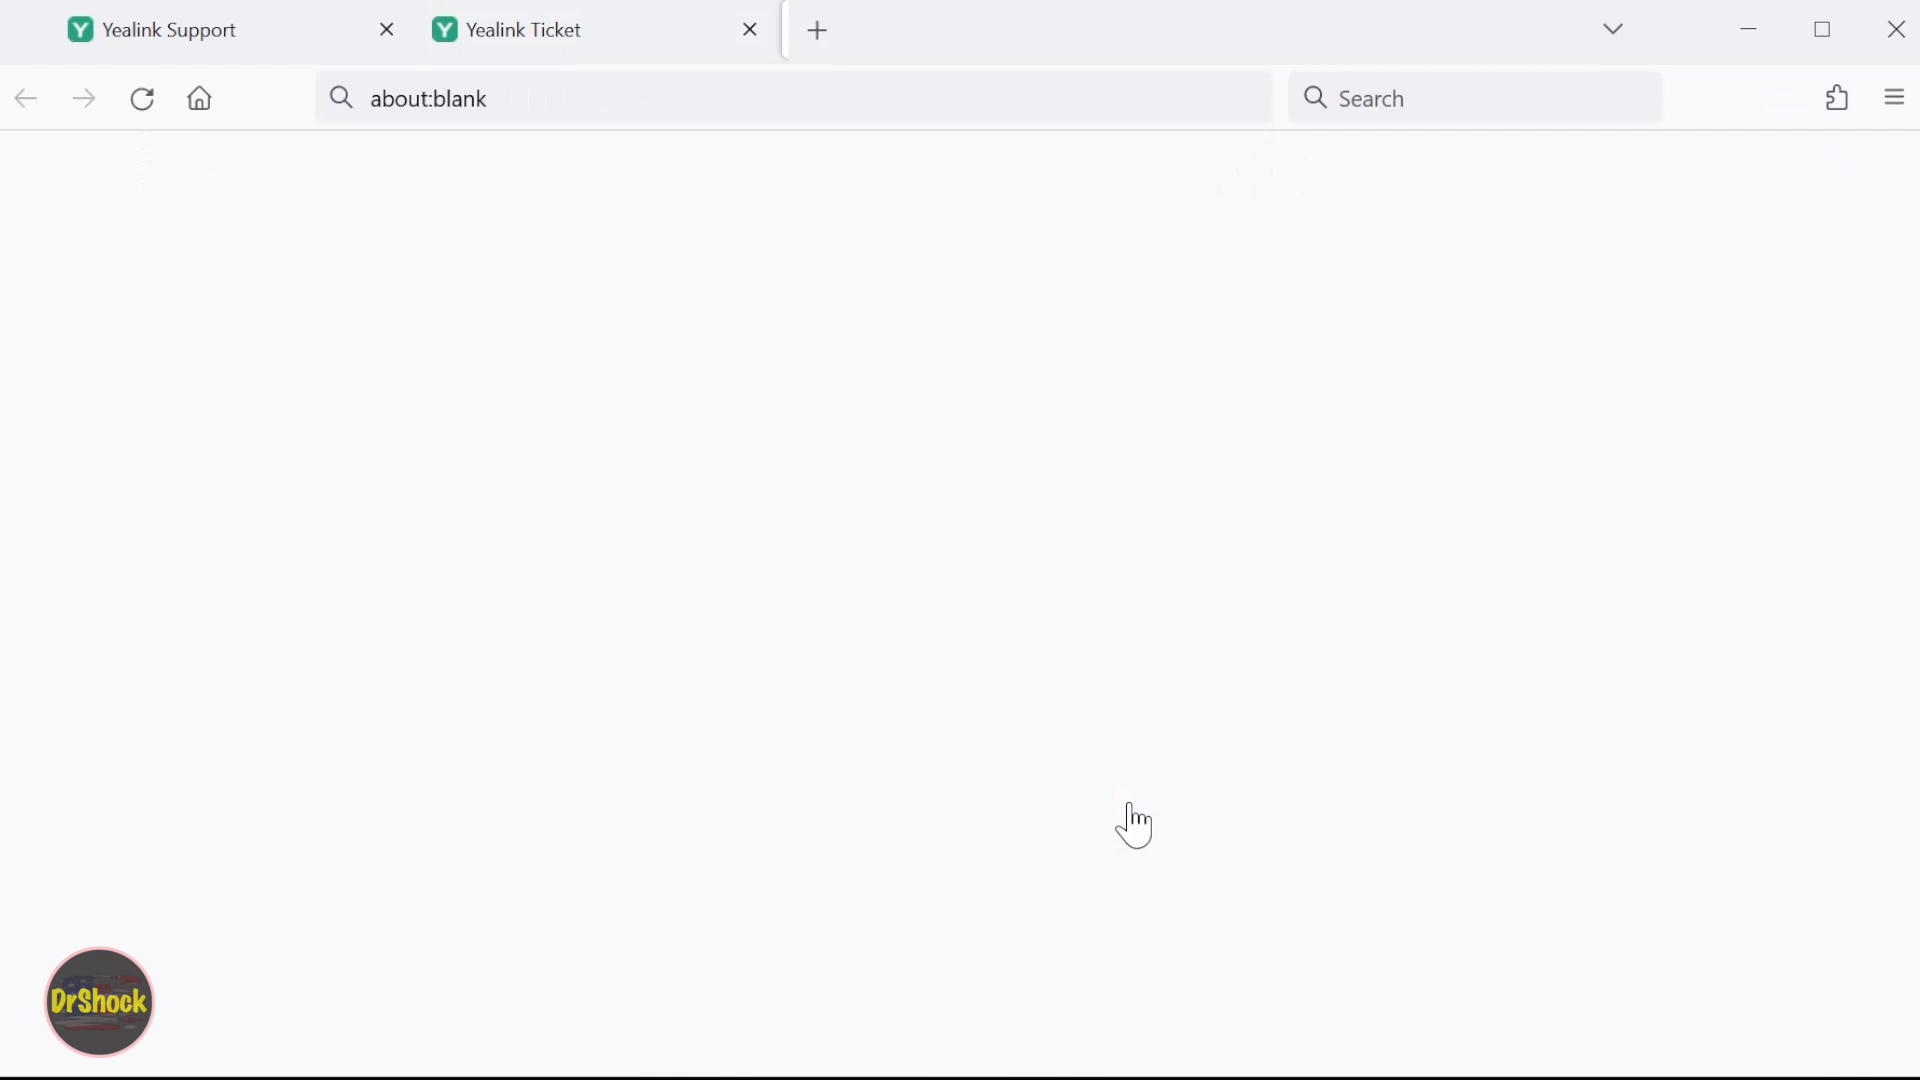 Yealink Support
Yealink Ticket
about:blank
Search
DrShock